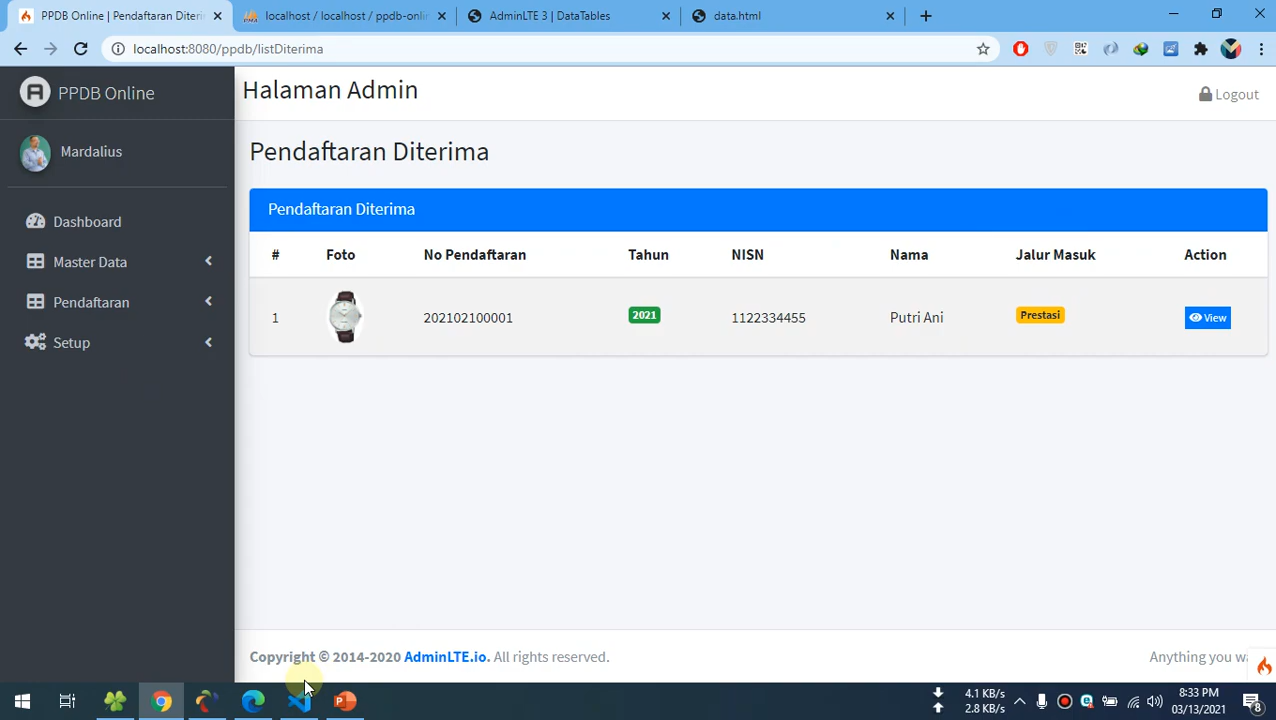 PPDB Online | Pendaftaran Diteri
localhost / localhost / ppdb-onli
AdminLTE 3 | DataTables
data.html
localhost:8080/ppdb/listDiterima
PPDB Online
Halaman Admin
Logout
Mardalius
Pendaftaran Diterima
Dashboard
Master Data
Pendaftaran
Setup
Pendaftaran Diterima
# Foto No Pendaftaran Tahun NISN Nama Jalur Masuk Action
1 202102100001 2021 1122334455 Putri Ani Prestasi View
Copyright © 2014-2020 AdminLTE.io. All rights reserved.
Anything you wa
4.1 KB/s
2.8 KB/s
8:33 PM
03/13/2021
8